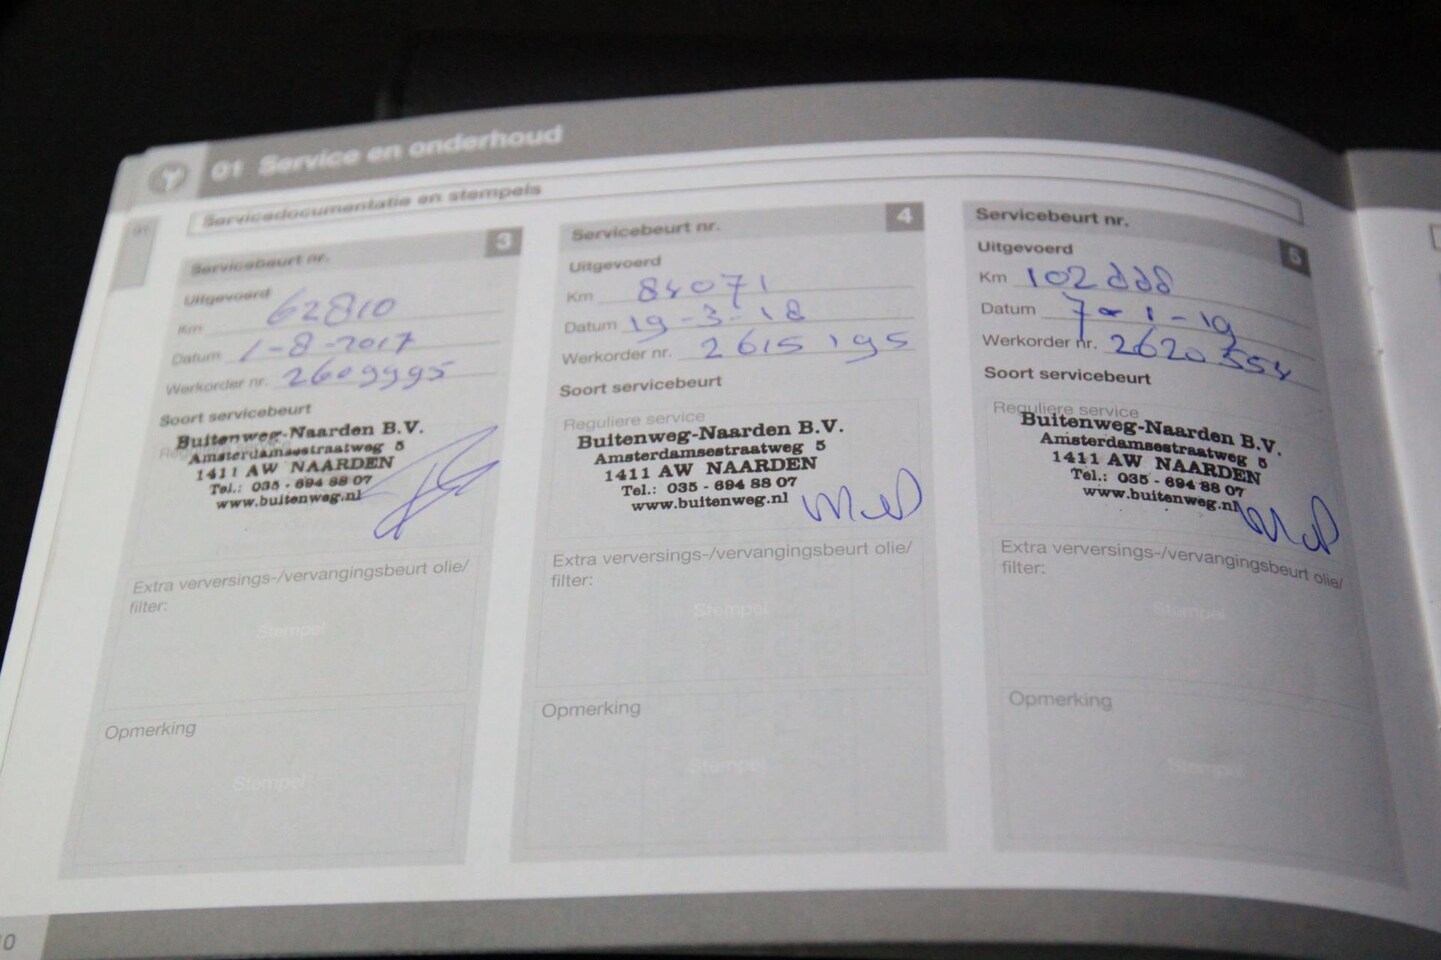 01 Service en onderhoud
Servicedocumentatie en stempels
01
Servicebeurt nr. 3
Uitgevoerd
Km 62810
Datum 1-8-2017
Werkorder nr. 2609995
Soort servicebeurt
Buitenweg-Naarden B.V.
Amsterdamsestraatweg 5
1411 AW NAARDEN
Tel.: 035 - 694 88 07
www.buitenweg.nl
Extra verversings-/vervangingsbeurt olie/
filter:
Stempel
Opmerking
Stempel
Servicebeurt nr. 4
Uitgevoerd
Km 84071
Datum 19-3-18
Werkorder nr. 2615195
Soort servicebeurt
Reguliere service
Buitenweg-Naarden B.V.
Amsterdamsestraatweg 5
1411 AW NAARDEN
Tel.: 035 - 694 88 07
www.buitenweg.nl
Extra verversings-/vervangingsbeurt olie/
filter:
Stempel
Opmerking
Stempel
Servicebeurt nr. 5
Uitgevoerd
Km
Datum 7-1-19
Werkorder nr. 2620554
Soort servicebeurt
Reguliere service
Buitenweg-Naarden B.V.
Amsterdamsestraatweg 5
1411 AW NAARDEN
Tel.: 035 - 694 88 07
www.buitenweg.nl
Extra verversings-/vervangingsbeurt olie/
filter:
Stempel
Opmerking
Stempel